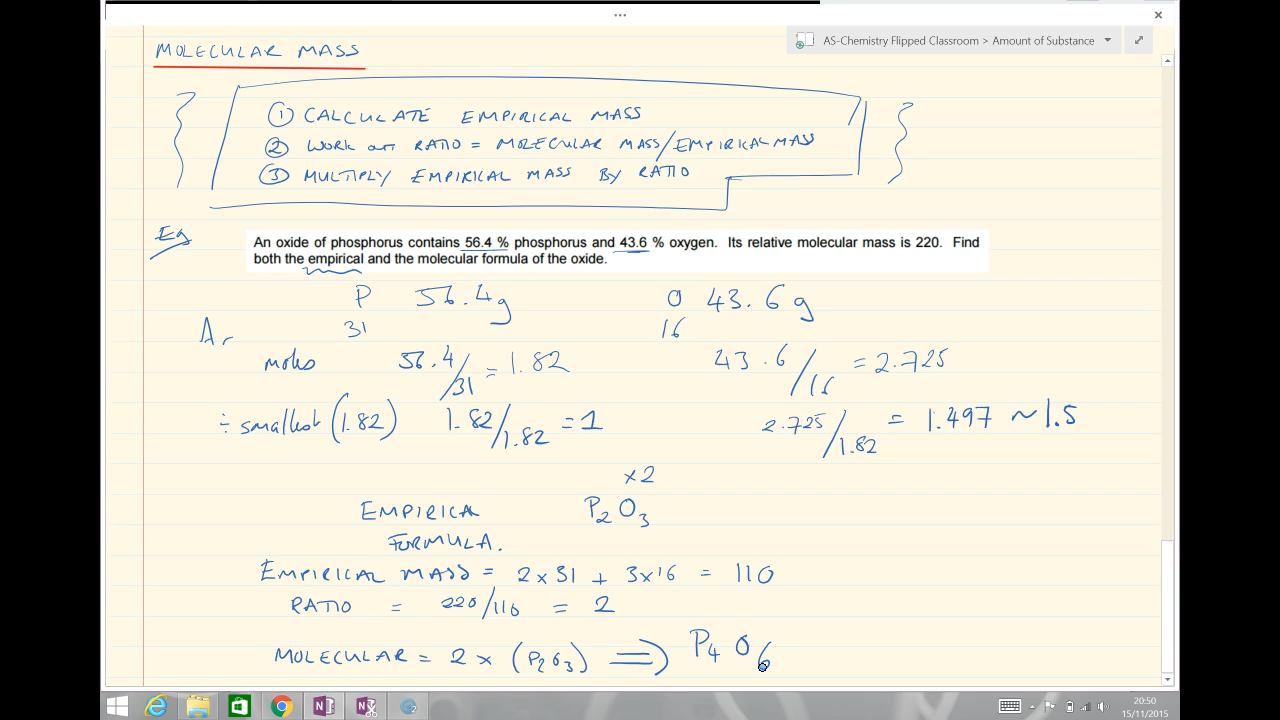 AS-Chemistry Flipped Classroom > Amount of Substance
MOLECULAR MASS
① CALCULATE EMPIRICAL MASS
② WORK OUT RATIO = MOLECULAR MASS/EMPIRICAL MASS
③ MULTIPLY EMPIRICAL MASS BY RATIO
Eg
An oxide of phosphorus contains 56.4 % phosphorus and 43.6 % oxygen. Its relative molecular mass is 220. Find
both the empirical and the molecular formula of the oxide.
P 56.4g O 43.6g
Ar 31 16
moles 56.4/31 = 1.82 43.6/16 = 2.725
÷ smallest (1.82) 1.82/1.82 = 1 2.725/1.82 = 1.497 ~1.5
×2
EMPIRICAL P₂O₃
FORMULA.
EMPIRICAL MASS = 2×31 + 3×16 = 110
RATIO = 220/110 = 2
MOLECULAR = 2 × (P₂O₃) ⟹ P₄O₆
20:50
15/11/2015